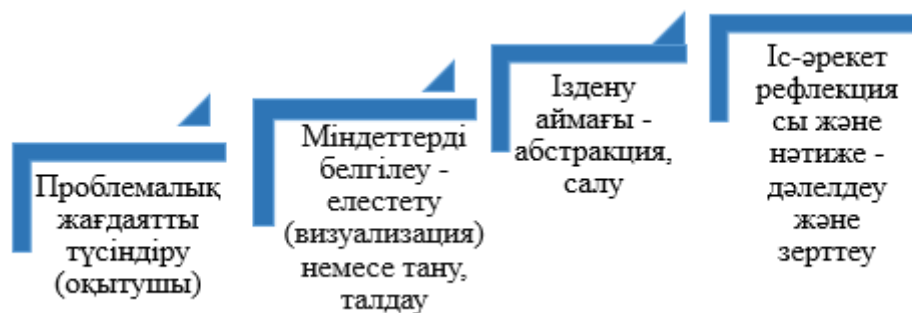 Проблемалық
жағдаятты
түсіндіру
(оқытушы)
Міндеттерді
белгілеу -
елестету
(визуализация)
немесе тану,
талдау
Іздену
аймағы -
абстракция,
салу
Іс-әрекет
рефлекция
сы және
нәтиже -
дәлелдеу
және
зерттеу